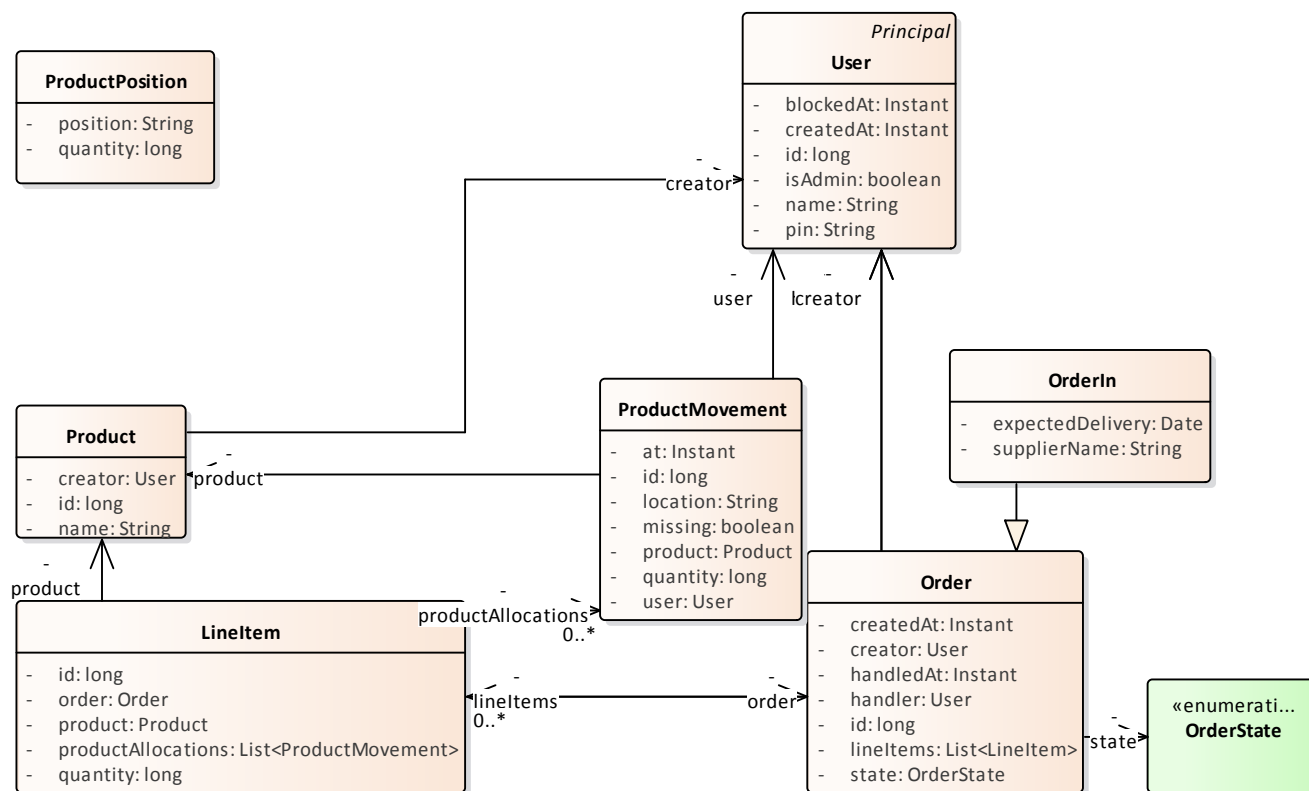 Principal
User
- blockedAt: Instant
- createdAt: Instant
- id: long
- isAdmin: boolean
- name: String
- pin: String
ProductPosition
- position: String
- quantity: long
-
creator
-
user
creator
OrderIn
- expectedDelivery: Date
- supplierName: String
ProductMovement
- at: Instant
- id: long
- location: String
- missing: boolean
- product: Product
- quantity: long
- user: User
Product
- creator: User
- id: long
- name: String
-
product
-
product
-
productAllocations
0..*
LineItem
- id: long
- order: Order
- product: Product
- productAllocations: List<ProductMovement>
- quantity: long
-
lineItems
0..*
-
order
Order
- createdAt: Instant
- creator: User
- handledAt: Instant
- handler: User
- id: long
- lineItems: List<LineItem>
- state: OrderState
-
state
«enumerati...
OrderState